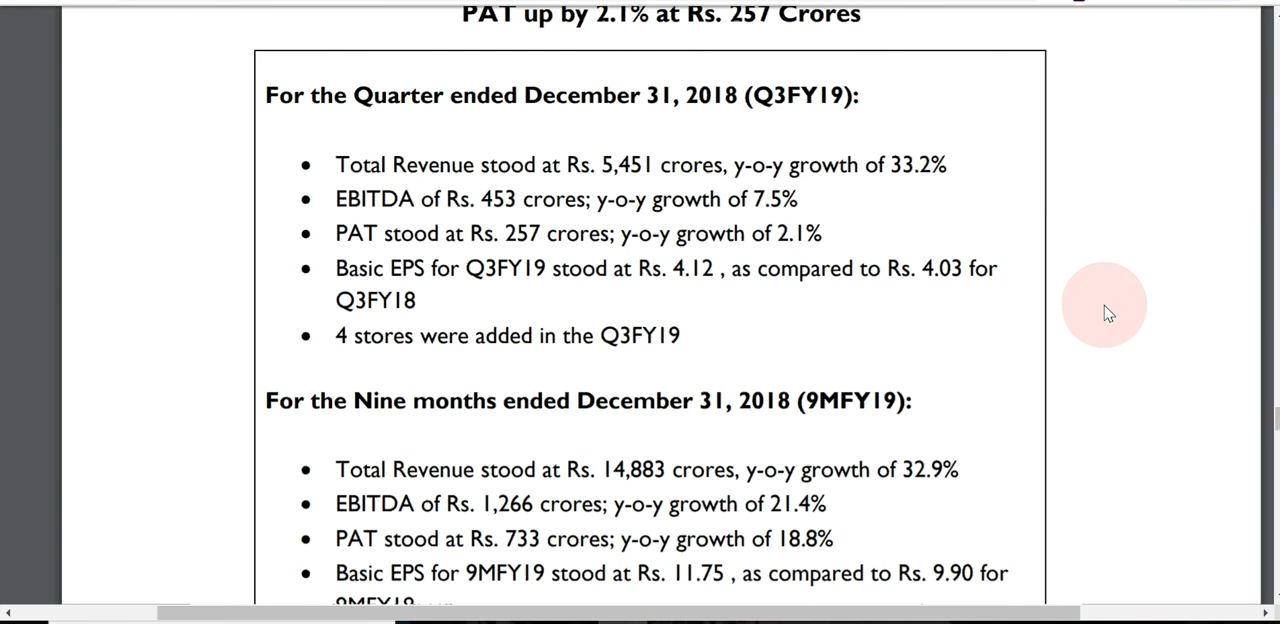 PAT up by 2.1% at Rs. 257 Crores
For the Quarter ended December 31, 2018 (Q3FY19):
• Total Revenue stood at Rs. 5,451 crores, y-o-y growth of 33.2%
• EBITDA of Rs. 453 crores; y-o-y growth of 7.5%
• PAT stood at Rs. 257 crores; y-o-y growth of 2.1%
• Basic EPS for Q3FY19 stood at Rs. 4.12 , as compared to Rs. 4.03 for
Q3FY18
• 4 stores were added in the Q3FY19
For the Nine months ended December 31, 2018 (9MFY19):
• Total Revenue stood at Rs. 14,883 crores, y-o-y growth of 32.9%
• EBITDA of Rs. 1,266 crores; y-o-y growth of 21.4%
• PAT stood at Rs. 733 crores; y-o-y growth of 18.8%
• Basic EPS for 9MFY19 stood at Rs. 11.75 , as compared to Rs. 9.90 for